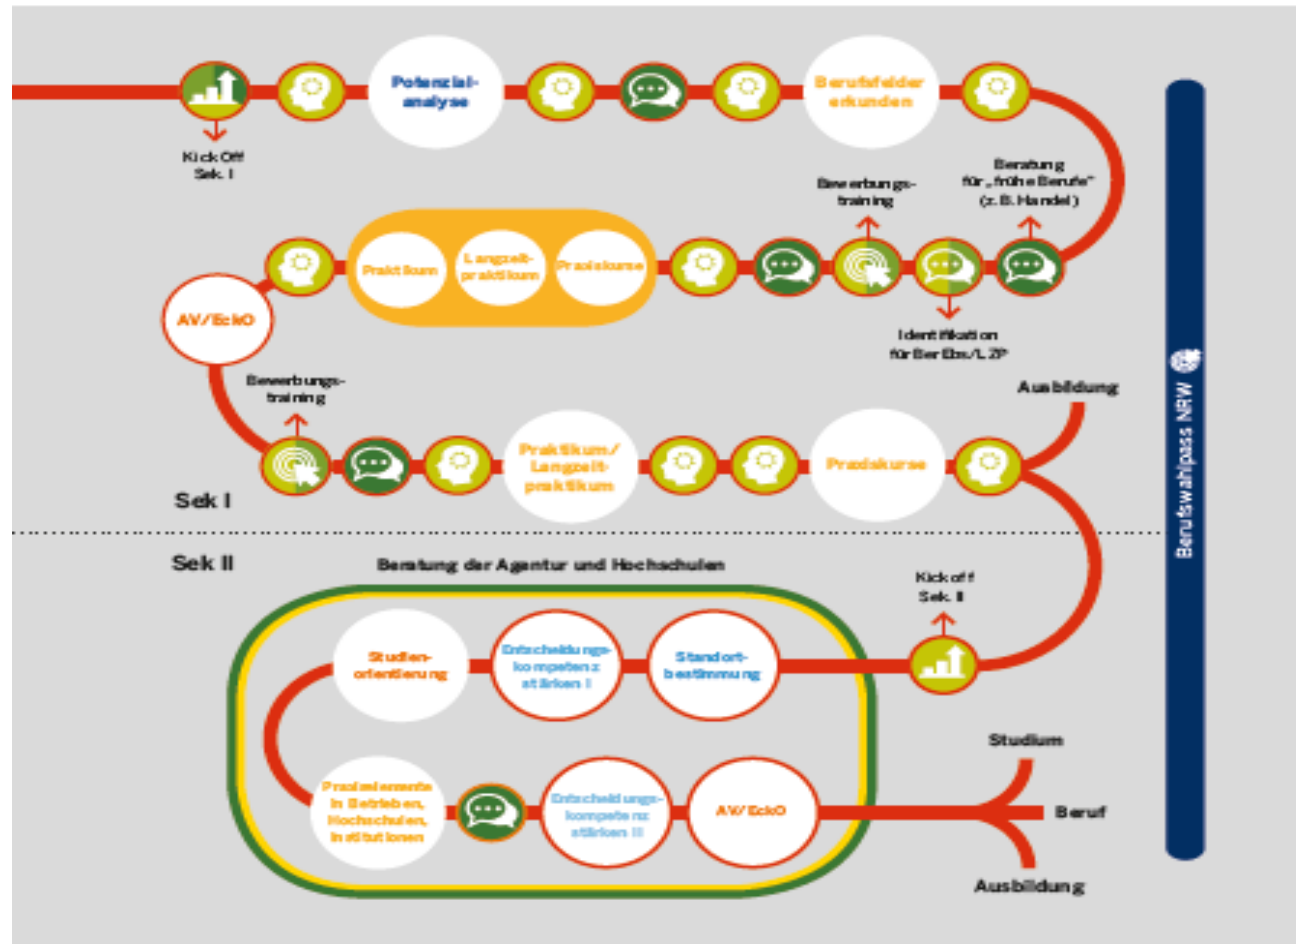 Potenzial-
analyse
Berufsfelder
erkunden
Kick Off
Sek. I
Beratung
für „frühe Berufe“
(z. B. Handel)
Bewerbungs-
training
Praktikum
Langzeit-
praktikum
Praxiskurse
AV/EckO
Identifikation
für BerEbs/LZP
Bewerbungs-
training
Ausbildung
Praktikum/
Langzeit-
praktikum
Praxiskurse
Sek I
Sek II
Beratung der Agentur und Hochschulen
Kick off
Sek. II
Studien-
orientierung
Entscheidungs-
kompetenz
stärken I
Standort-
bestimmung
Praxiselemente
in Betrieben,
Hochschulen,
Institutionen
Entscheidungs-
kompetenz
stärken II
AV/EckO
Studium
Beruf
Ausbildung
Berufswahlpass NRW